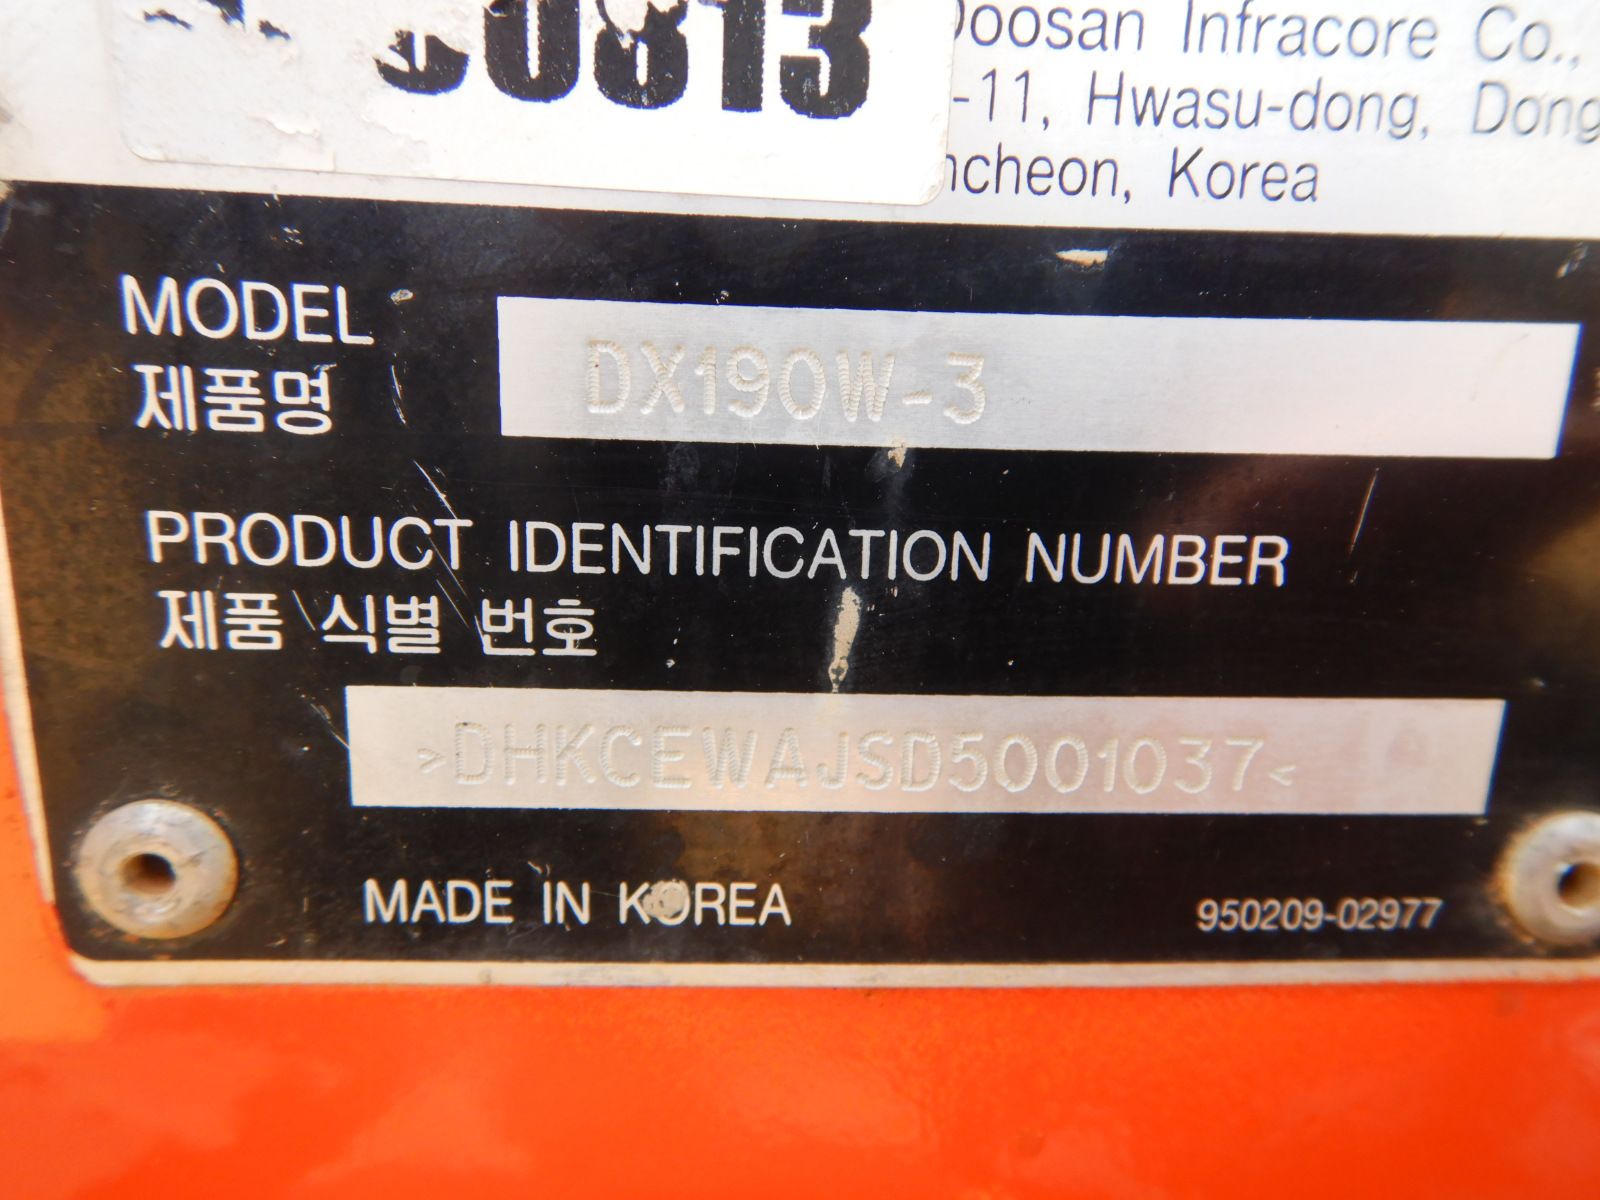 Doosan Infracore Co.,
-11, Hwasu-dong, Dong
ncheon, Korea
MODEL
제품명
DX190W-3
PRODUCT IDENTIFICATION NUMBER
제품 식별 번호
>DHKCEWAJSD5001037<
MADE IN KOREA
950209-02977